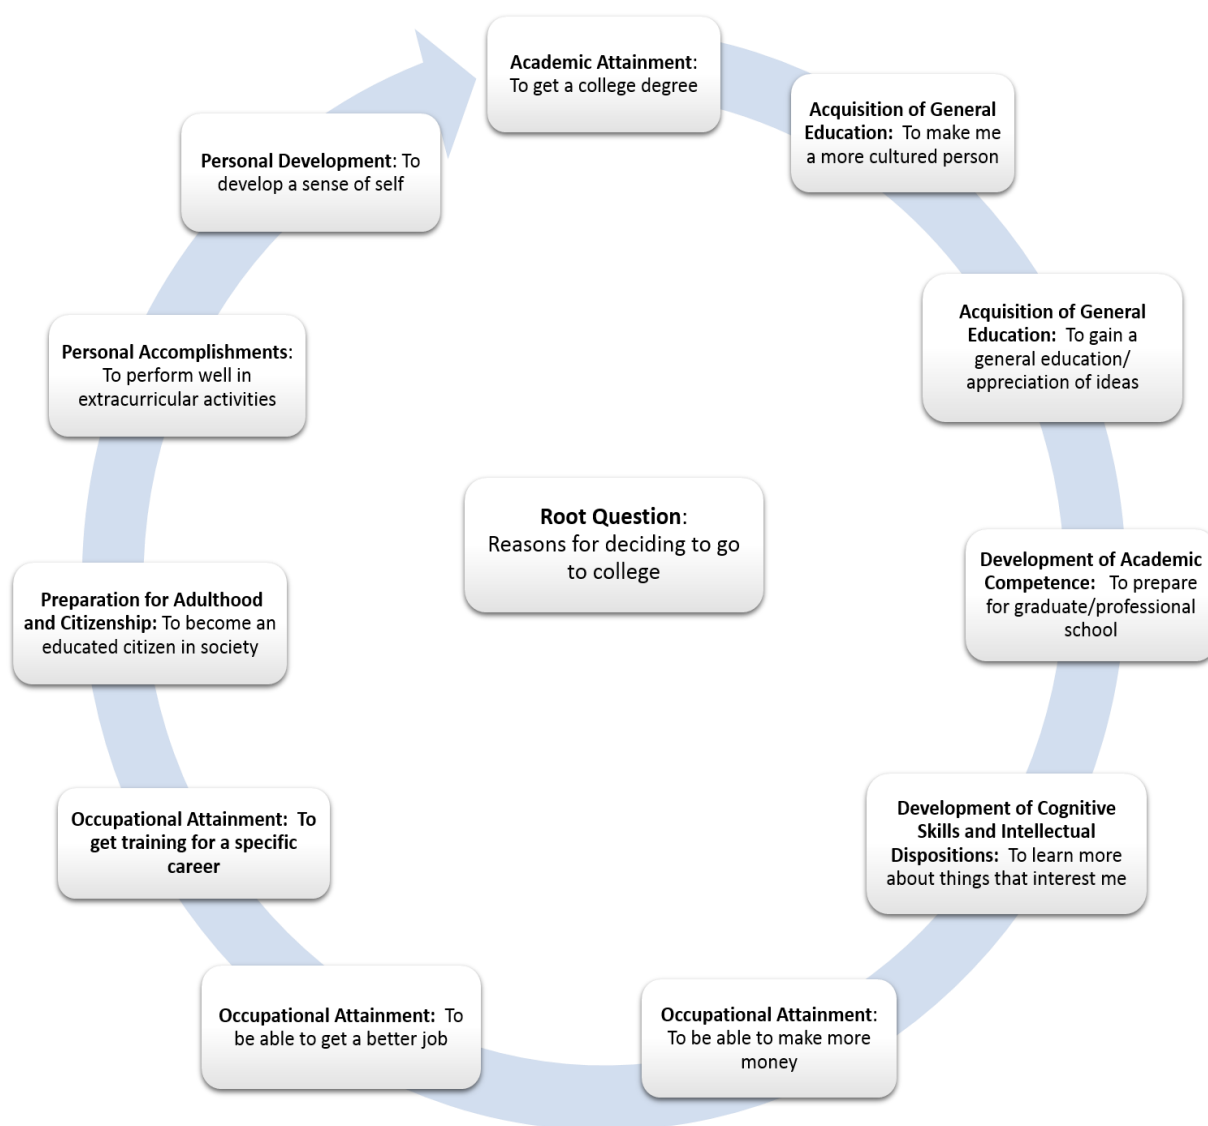 Academic Attainment:
To get a college degree
Acquisition of General
Education: To make me
a more cultured person
Acquisition of General
Education: To gain a
general education/
appreciation of ideas
Development of Academic
Competence: To prepare
for graduate/professional
school
Development of Cognitive
Skills and Intellectual
Dispositions: To learn more
about things that interest me
Occupational Attainment:
To be able to make more
money
Occupational Attainment: To
be able to get a better job
Occupational Attainment: To
get training for a specific
career
Preparation for Adulthood
and Citizenship: To become an
educated citizen in society
Personal Accomplishments:
To perform well in
extracurricular activities
Personal Development: To
develop a sense of self
Root Question:
Reasons for deciding to go
to college